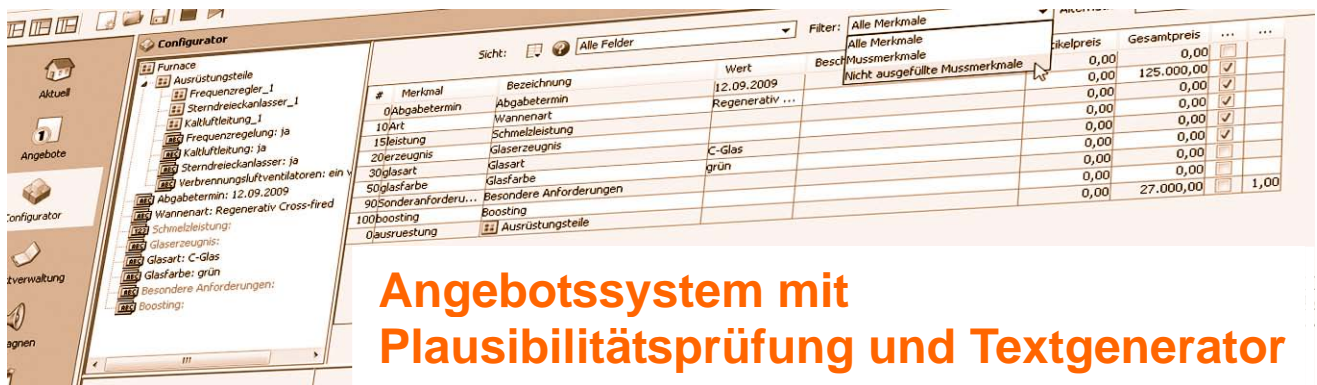 Configurator
Aktuell
Angebote
Configurator
tverwaltung
agnen
Furnace
Ausrüstungsteile
Frequenzregler_1
Sterndreieckanlasser_1
Kaltluftleitung_1
Frequenzregelung: ja
Kaltluftleitung: ja
Sterndreieckanlasser: ja
Verbrennungsluftventilatoren: ein v
Abgabetermin: 12.09.2009
Wannenart: Regenerativ Cross-fired
Schmelzleistung:
Glaserzeugnis:
Glasart: C-Glas
Glasfarbe: grün
Besondere Anforderungen:
Boosting:
Sicht: Alle Felder Filter: Alle Merkmale
Alle Merkmale
Mussmerkmale
Nicht ausgefüllte Mussmerkmale
# Merkmal Bezeichnung Wert Besch ikelpreis Gesamtpreis ... ...
0 Abgabetermin Abgabetermin 12.09.2009 0,00 0,00
10 Art Wannenart Regenerativ ... 0,00 125.000,00
15 leistung Schmelzleistung 0,00 0,00
20 erzeugnis Glaserzeugnis 0,00 0,00
30 glasart Glasart C-Glas 0,00 0,00
50 glasfarbe Glasfarbe grün 0,00 0,00
90 Sonderanforderu... Besondere Anforderungen 0,00 0,00
100 boosting Boosting 0,00 27.000,00 1,00
0 ausruestung Ausrüstungsteile
Angebotssystem mit
Plausibilitätsprüfung und Textgenerator